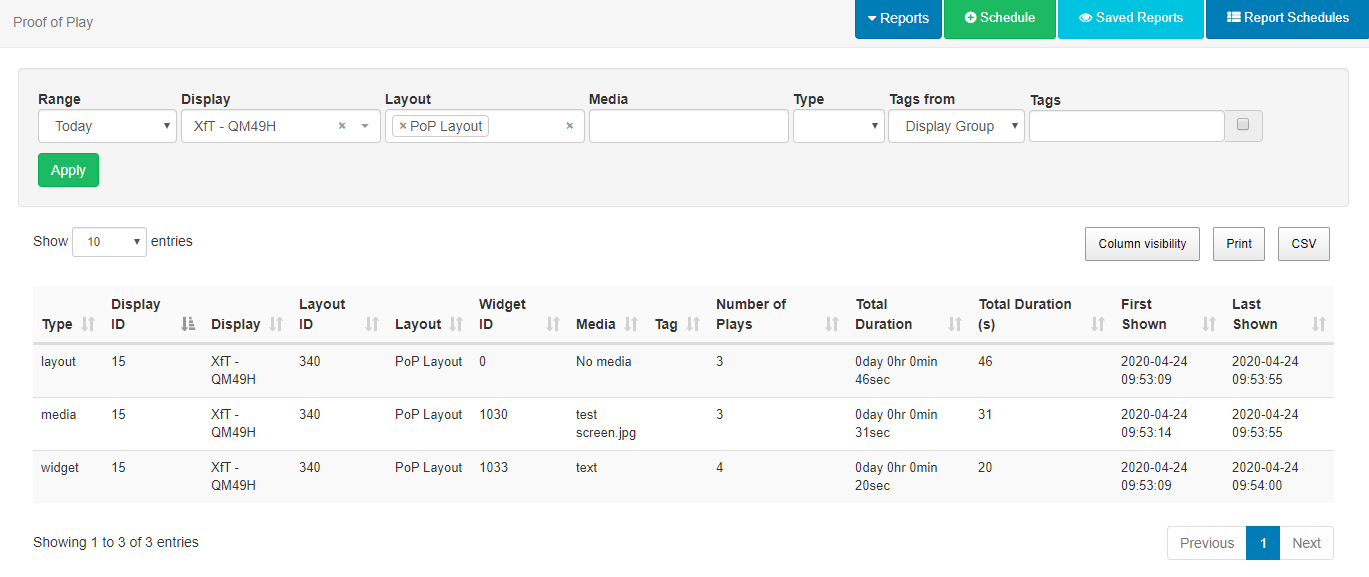 Proof of Play
Reports
Schedule
Saved Reports
Report Schedules
Range
Display
Layout
Media
Type
Tags from
Tags
Today
XfT - QM49H
×
× PoP Layout
×
Display Group
Apply
Show 10 entries
Column visibility
Print
CSV
Type
Display
ID
Display
Layout
ID
Layout
Widget
ID
Media
Tag
Number of
Plays
Total
Duration
Total Duration
(s)
First
Shown
Last
Shown
layout 15 XfT - 340 PoP Layout 0 No media 3 0day 0hr 0min 46 2020-04-24 2020-04-24
QM49H 46sec 09:53:09 09:53:55
media 15 XfT - 340 PoP Layout 1030 test 3 0day 0hr 0min 31 2020-04-24 2020-04-24
QM49H screen.jpg 31sec 09:53:14 09:53:55
widget 15 XfT - 340 PoP Layout 1033 text 4 0day 0hr 0min 20 2020-04-24 2020-04-24
QM49H 20sec 09:53:09 09:54:00
Showing 1 to 3 of 3 entries
Previous 1 Next